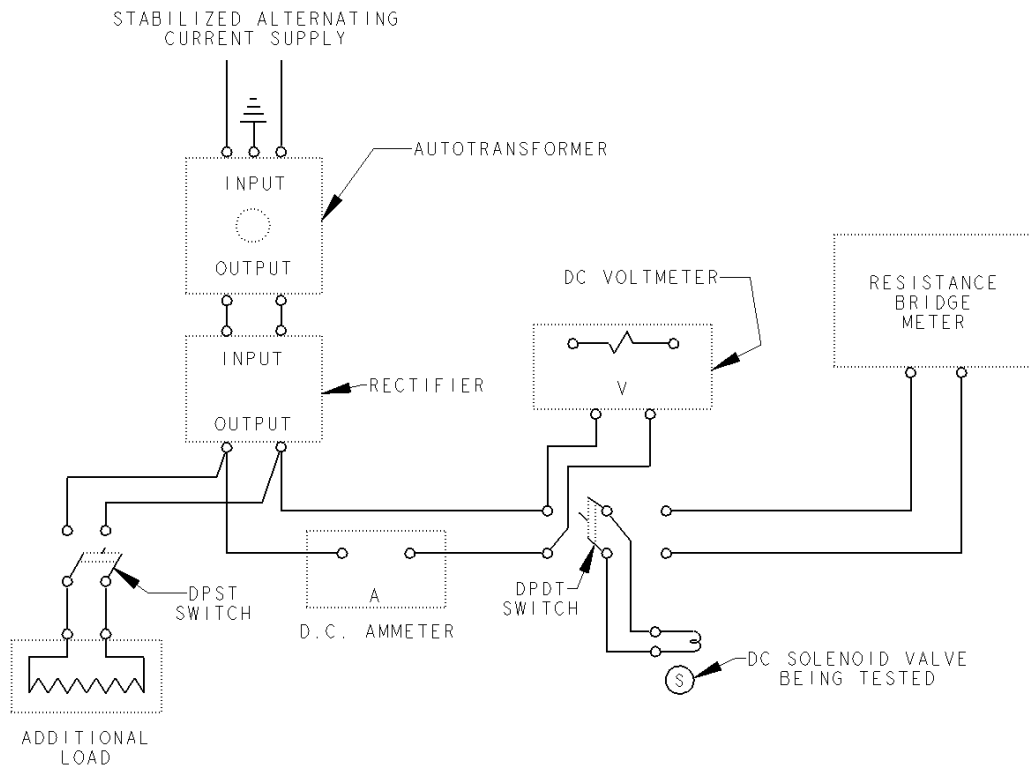 STABILIZED ALTERNATING
CURRENT SUPPLY
AUTOTRANSFORMER
INPUT
OUTPUT
DC VOLTMETER
RESISTANCE
BRIDGE
METER
INPUT
RECTIFIER
V
OUTPUT
DPDT
SWITCH
DPST
SWITCH
A
D.C. AMMETER
DC SOLENOID VALVE
BEING TESTED
S
ADDITIONAL
LOAD